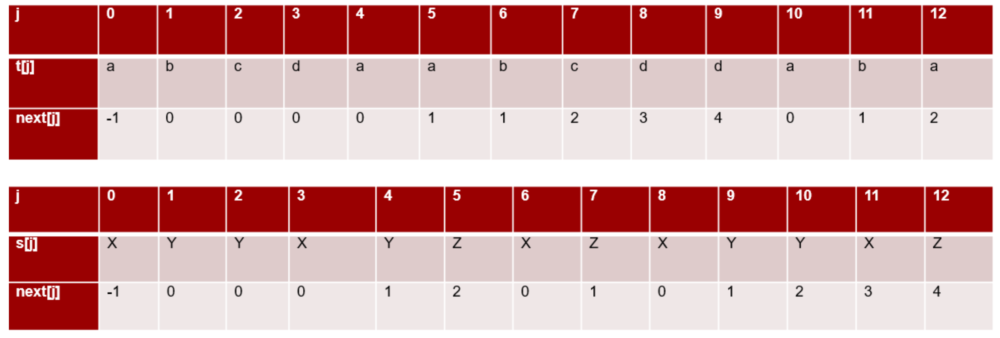 j 0 1 2 3 4 5 6 7 8 9 10 11 12
t[j] a b c d a a b c d d a b a
next[j] -1 0 0 0 0 1 1 2 3 4 0 1 2
j 0 1 2 3 4 5 6 7 8 9 10 11 12
s[j] X Y Y X Y Z X Z X Y Y X Z
next[j] -1 0 0 0 1 2 0 1 0 1 2 3 4